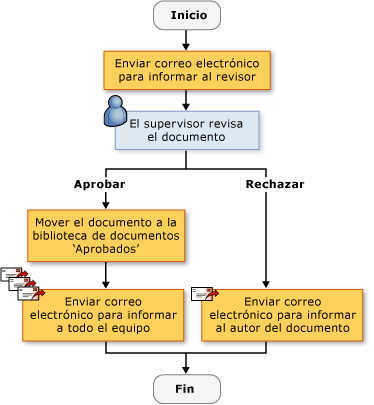 Inicio
Enviar correo electrónico
para informar al revisor
El supervisor revisa
el documento
Aprobar
Rechazar
Mover el documento a la
biblioteca de documentos
‘Aprobados’
Enviar correo
electrónico para informar
a todo el equipo
Enviar correo
electrónico para informar
al autor del documento
Fin